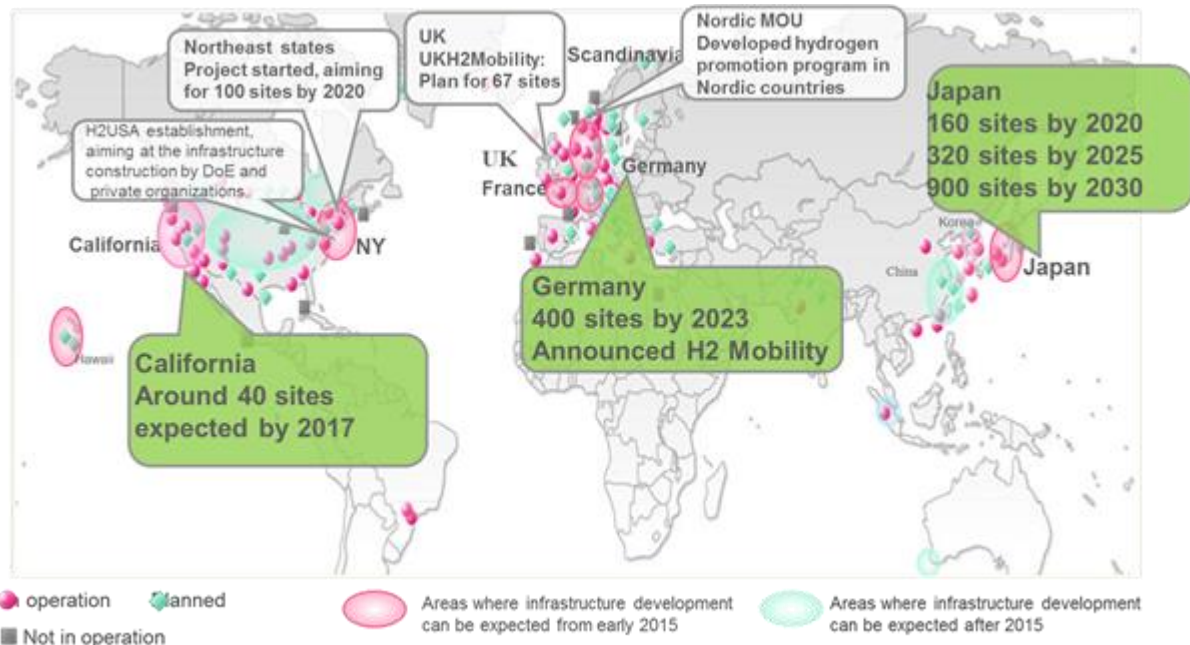 Northeast states
Project started, aiming
for 100 sites by 2020
UK
UKH2Mobility:
Plan for 67 sites
Scandinavia
Nordic MOU
Developed hydrogen
promotion program in
Nordic countries
Japan
160 sites by 2020
320 sites by 2025
900 sites by 2030
H2USA establishment,
aiming at the infrastructure
construction by DoE and
private organizations.
UK
France
Germany
California
NY
Korea
China
Japan
Hawaii
Germany
400 sites by 2023
Announced H2 Mobility
California
Around 40 sites
expected by 2017
operation
Planned
Not in operation
Areas where infrastructure development
can be expected from early 2015
Areas where infrastructure development
can be expected after 2015